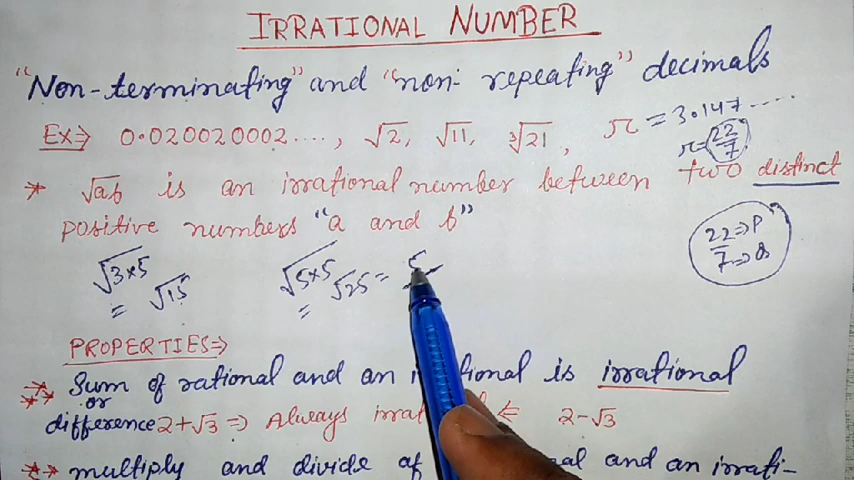 IRRATIONAL NUMBER
"Non-terminating" and "non-repeating" decimals
Ex⇒ 0.020020002...., √2, √11, ∛21, π = 3.147....
π = 22/7
* √ab is an irrational number between two distinct
positive numbers "a and b"
22 ⇒ P
7 ⇒ Q
√3×5
= √15
√5×5
= √25 = 5
PROPERTIES⇒
Sum of rational and an is irrational
or
difference 2+√3 ⇒ Always ⇐ 2-√3
multiply and divide of and an irrati-